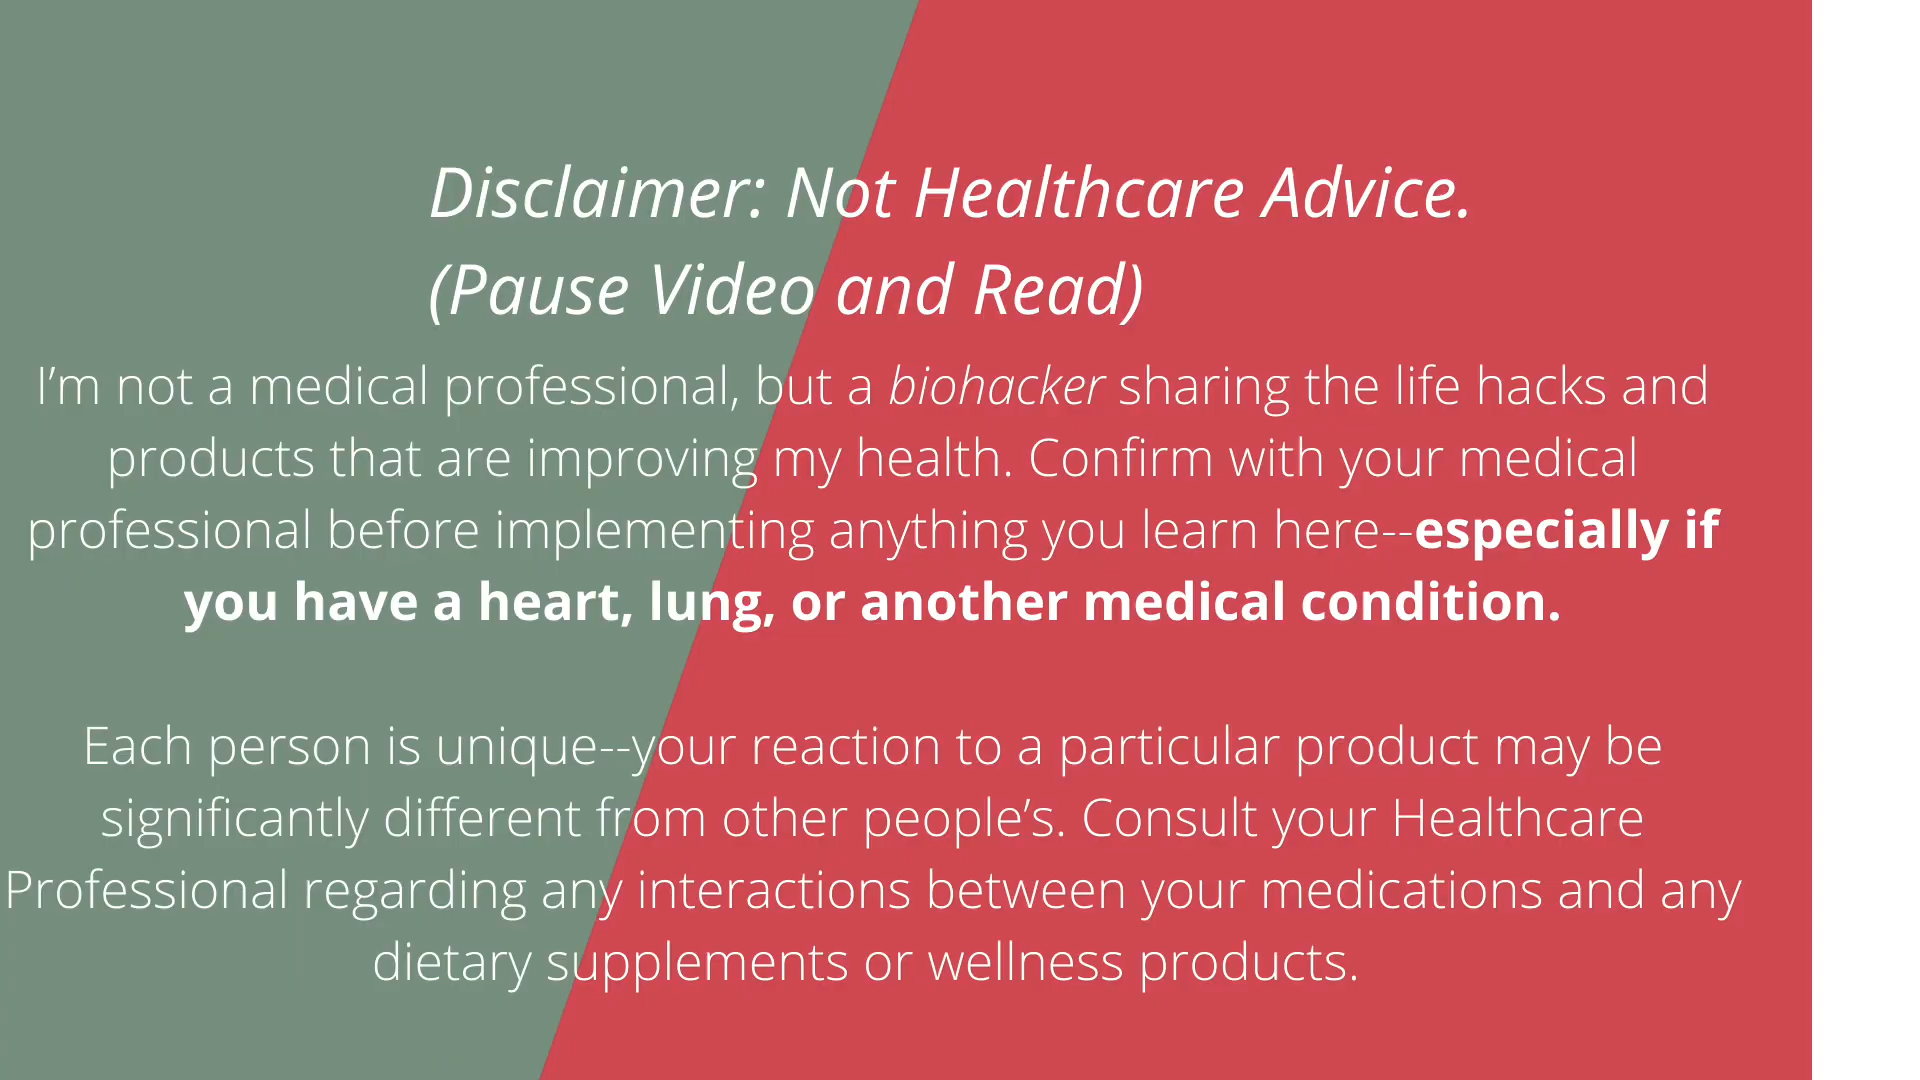 Disclaimer: Not Healthcare Advice.
(Pause Video and Read)
I’m not a medical professional, but a biohacker sharing the life hacks and
products that are improving my health. Confirm with your medical
professional before implementing anything you learn here--especially if
you have a heart, lung, or another medical condition.
Each person is unique--your reaction to a particular product may be
significantly different from other people’s. Consult your Healthcare
Professional regarding any interactions between your medications and any
dietary supplements or wellness products.